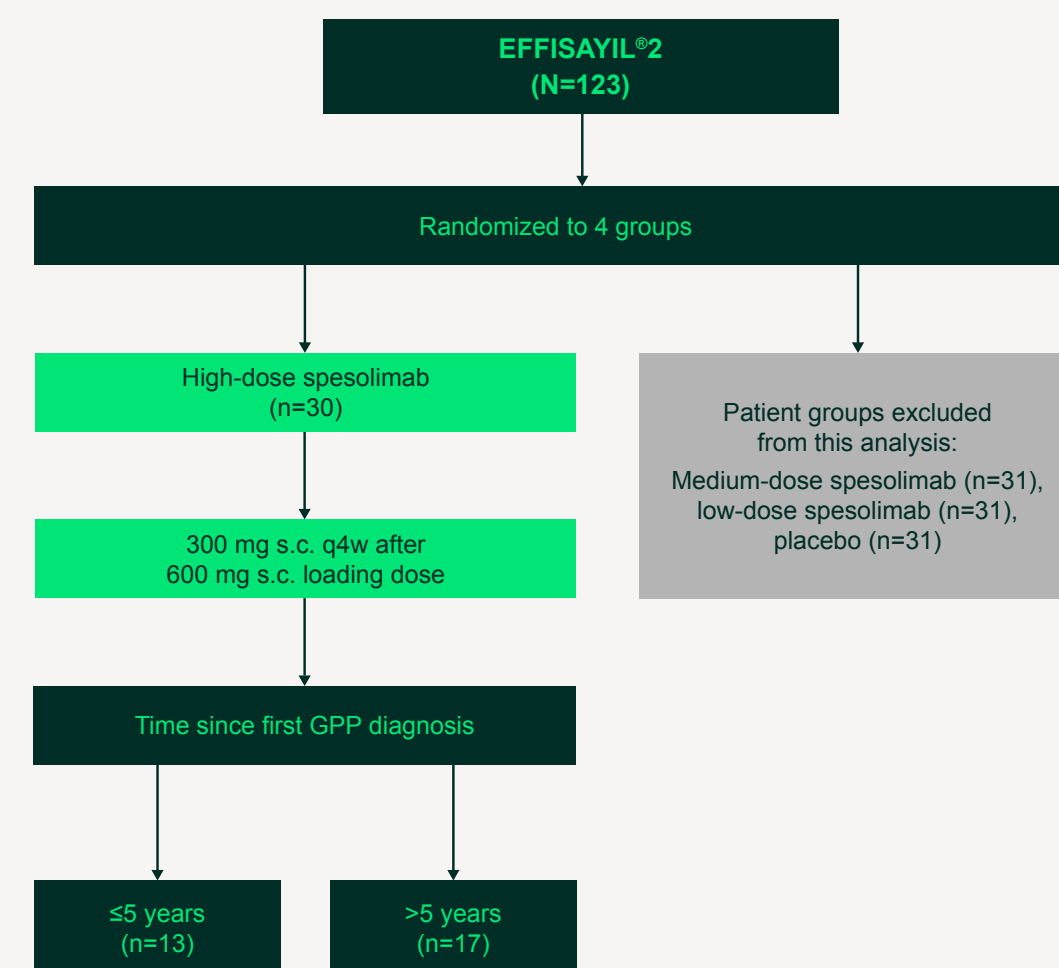 EFFISAYIL®2
(N=123)
Randomized to 4 groups
High-dose spesolimab
(n=30)
Patient groups excluded
from this analysis:
Medium-dose spesolimab (n=31),
low-dose spesolimab (n=31),
placebo (n=31)
300 mg s.c. q4w after
600 mg s.c. loading dose
Time since first GPP diagnosis
≤5 years
(n=13)
>5 years
(n=17)